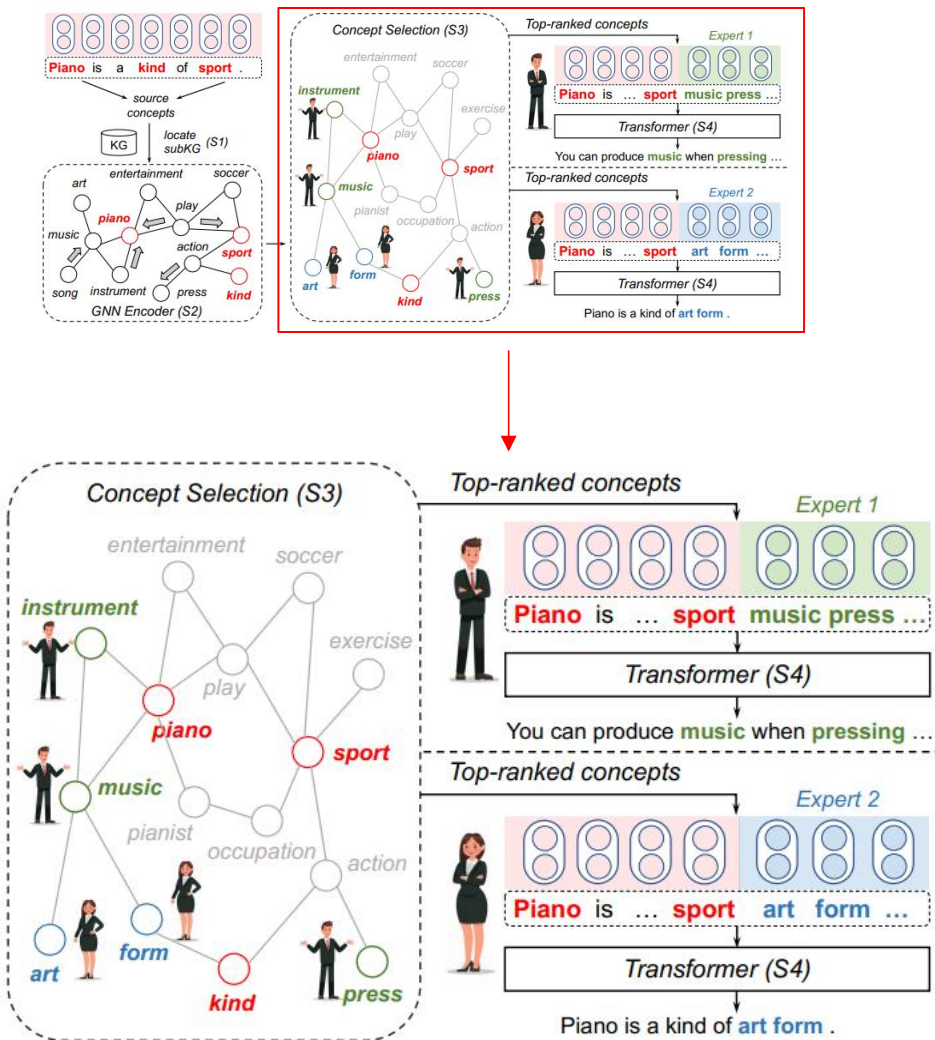 Piano is a kind of sport .
source
concepts
KG
locate
subKG
(S1)
entertainment
soccer
art
piano
play
music
action
sport
song
instrument
press
kind
GNN Encoder (S2)
Concept Selection (S3)
entertainment
soccer
instrument
exercise
play
piano
sport
music
pianist
occupation
action
art
form
kind
press
Top-ranked concepts
Expert 1
Piano is ... sport music press ...
Transformer (S4)
You can produce music when pressing ...
Top-ranked concepts
Expert 2
Piano is ... sport art form ...
Transformer (S4)
Piano is a kind of art form .
Concept Selection (S3)
entertainment
soccer
instrument
exercise
play
piano
sport
music
pianist
occupation
action
art
form
kind
press
Top-ranked concepts
Expert 1
Piano is ... sport music press ...
Transformer (S4)
You can produce music when pressing ...
Top-ranked concepts
Expert 2
Piano is ... sport art form ...
Transformer (S4)
Piano is a kind of art form .